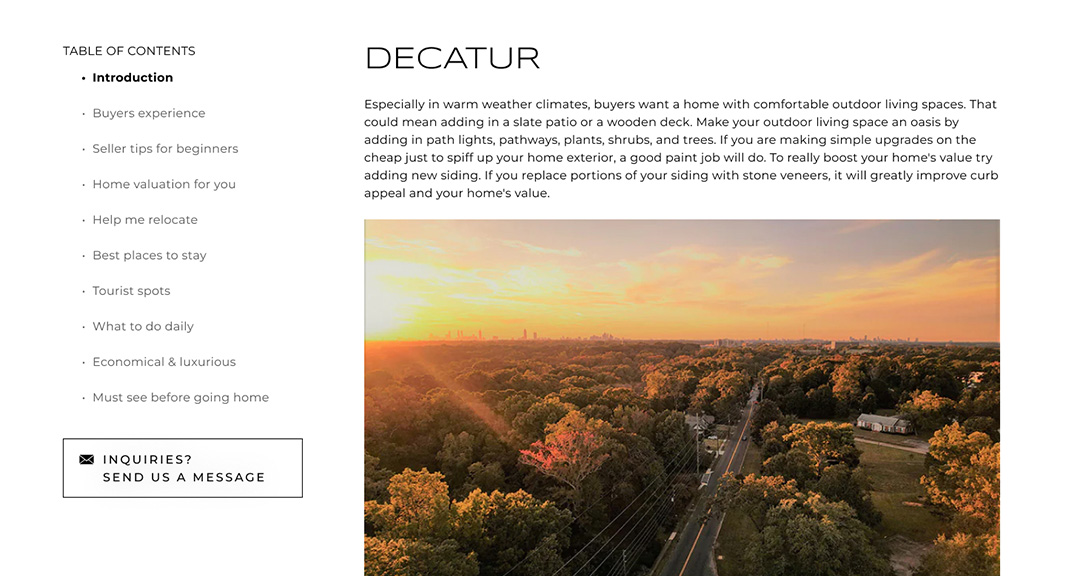 TABLE OF CONTENTS
• Introduction
• Buyers experience
• Seller tips for beginners
• Home valuation for you
• Help me relocate
• Best places to stay
• Tourist spots
• What to do daily
• Economical & luxurious
• Must see before going home
INQUIRIES?
SEND US A MESSAGE
DECATUR
Especially in warm weather climates, buyers want a home with comfortable outdoor living spaces. That
could mean adding in a slate patio or a wooden deck. Make your outdoor living space an oasis by
adding in path lights, pathways, plants, shrubs, and trees. If you are making simple upgrades on the
cheap just to spiff up your home exterior, a good paint job will do. To really boost your home's value try
adding new siding. If you replace portions of your siding with stone veneers, it will greatly improve curb
appeal and your home's value.